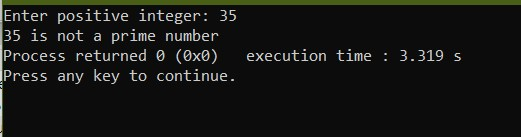 Enter positive integer: 35
35 is not a prime number
Process returned 0 (0x0)   execution time : 3.319 s
Press any key to continue.